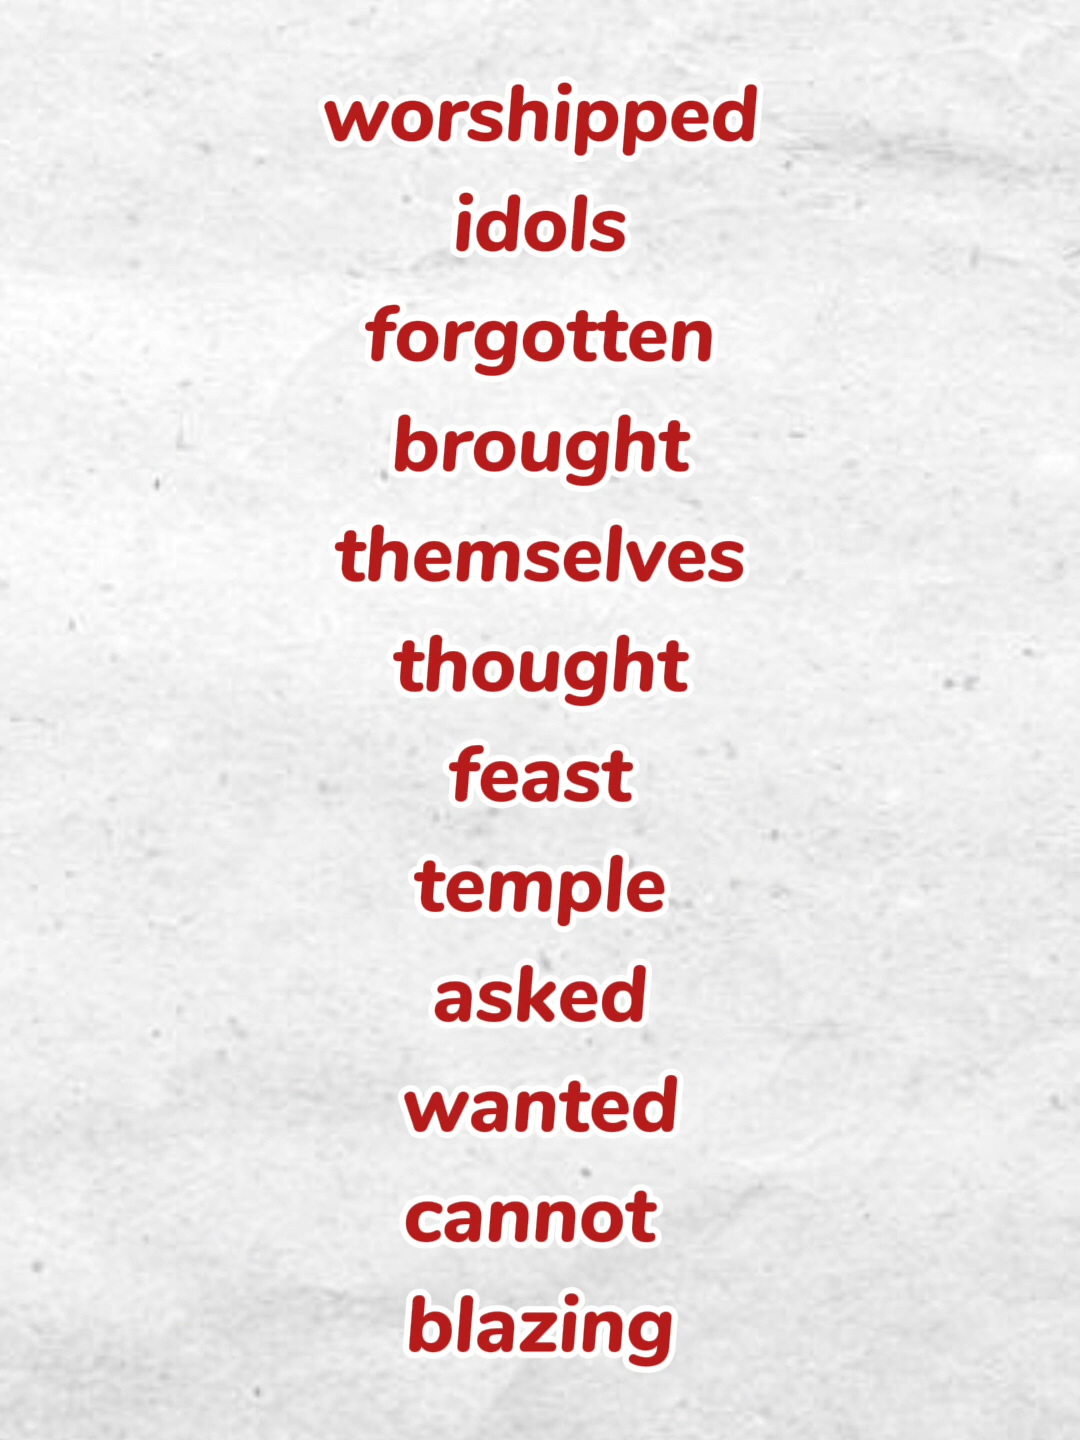 worshipped
idols
forgotten
brought
themselves
thought
feast
temple
asked
wanted
cannot
blazing